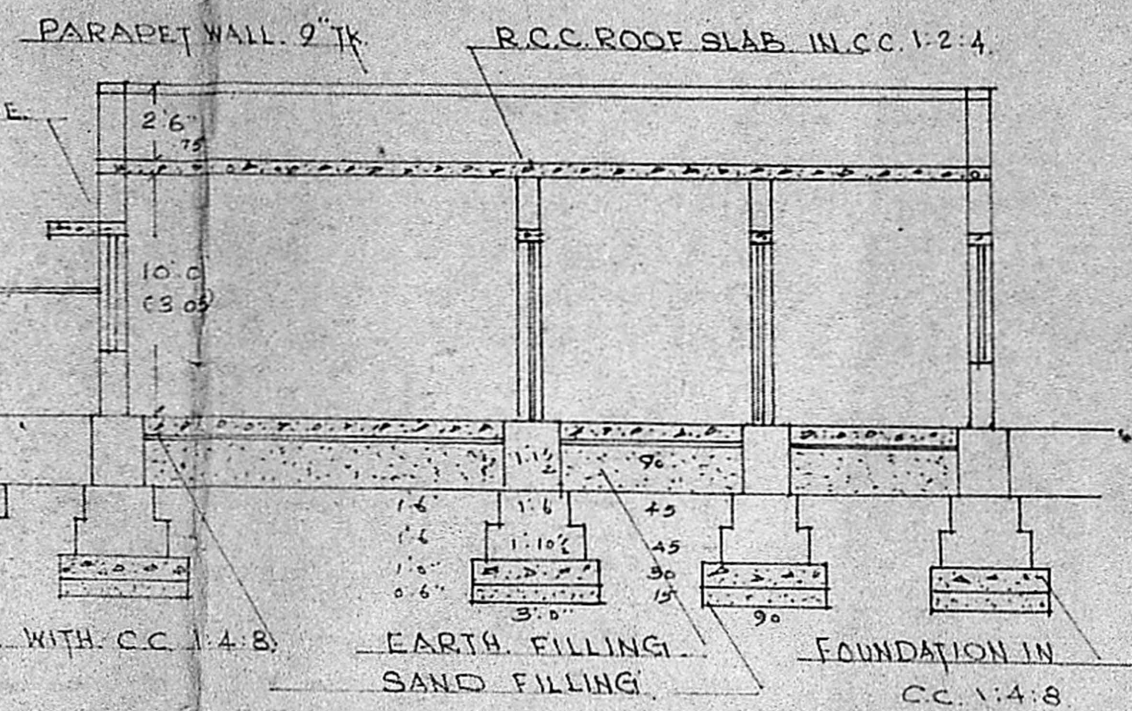 PARAPET WALL. 9" TK.
R.C.C. ROOF SLAB IN C.C. 1:2:4.
E.
2'6"
75
10'.0
(3.05)
1'.1½
90
1'.6
1'.6
45
1'.6
1'.10½
45
1'.0"
30
0'.6"
15
3'.0"
90
WITH. C.C. 1:4:8.
EARTH. FILLING.
FOUNDATION IN
SAND FILLING.
C.C. 1:4:8